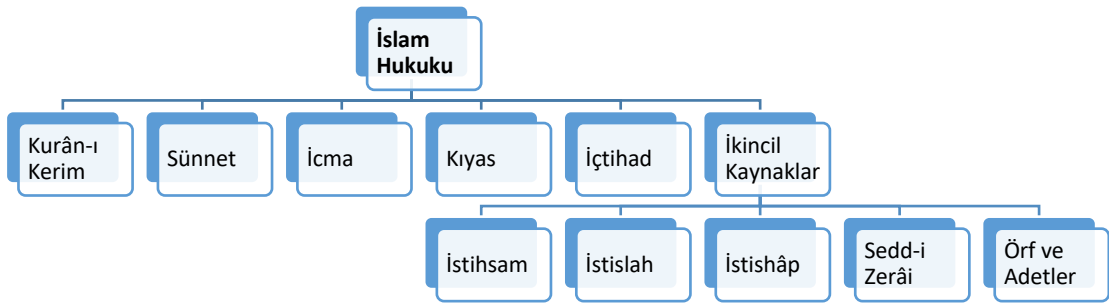 İslam
Hukuku
Kurân-ı
Kerim
Sünnet
İcma
Kıyas
İçtihad
İkincil
Kaynaklar
İstihsam
İstislah
İstishâp
Sedd-i
Zerâi
Örf ve
Adetler